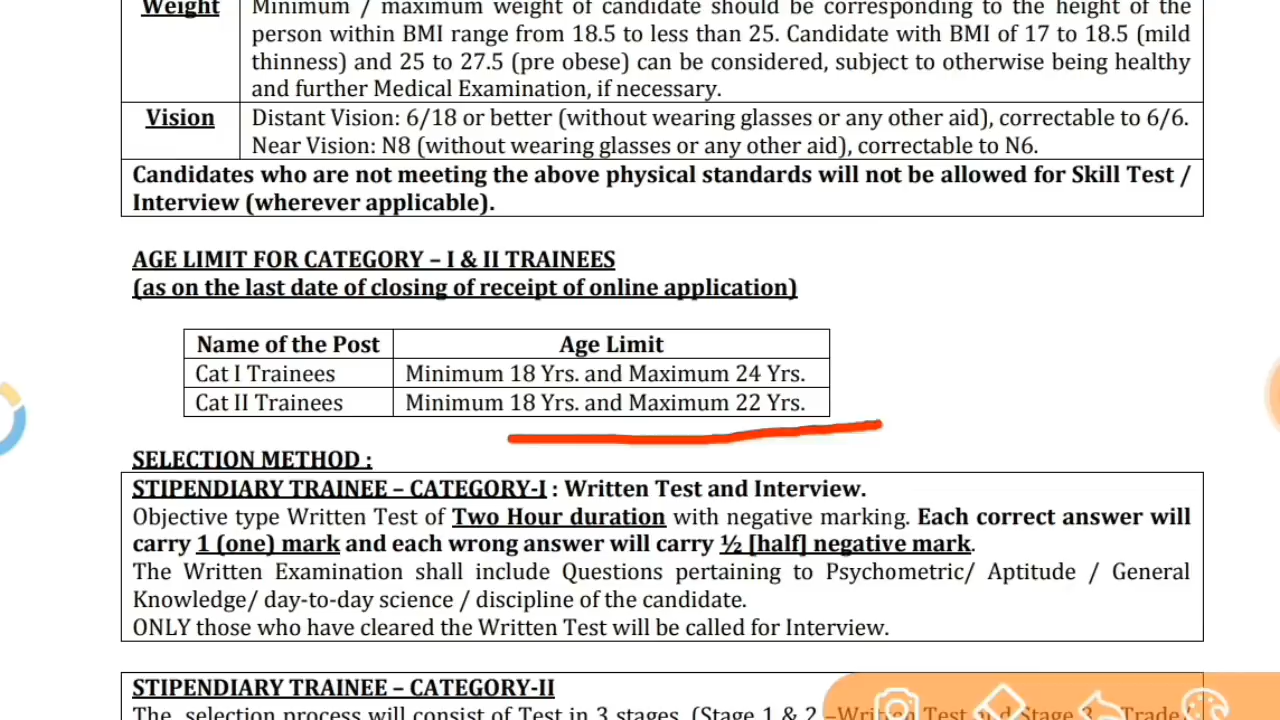 Weight
Minimum / maximum weight of candidate should be corresponding to the height of the
person within BMI range from 18.5 to less than 25. Candidate with BMI of 17 to 18.5 (mild
thinness) and 25 to 27.5 (pre obese) can be considered, subject to otherwise being healthy
and further Medical Examination, if necessary.
Vision
Distant Vision: 6/18 or better (without wearing glasses or any other aid), correctable to 6/6.
Near Vision: N8 (without wearing glasses or any other aid), correctable to N6.
Candidates who are not meeting the above physical standards will not be allowed for Skill Test /
Interview (wherever applicable).
AGE LIMIT FOR CATEGORY – I & II TRAINEES
(as on the last date of closing of receipt of online application)
Name of the Post Age Limit
Cat I Trainees Minimum 18 Yrs. and Maximum 24 Yrs.
Cat II Trainees Minimum 18 Yrs. and Maximum 22 Yrs.
SELECTION METHOD :
STIPENDIARY TRAINEE – CATEGORY-I : Written Test and Interview.
Objective type Written Test of Two Hour duration with negative marking. Each correct answer will
carry 1 (one) mark and each wrong answer will carry ½ [half] negative mark.
The Written Examination shall include Questions pertaining to Psychometric/ Aptitude / General
Knowledge/ day-to-day science / discipline of the candidate.
ONLY those who have cleared the Written Test will be called for Interview.
STIPENDIARY TRAINEE – CATEGORY-II
The selection process will consist of Test in 3 stages. (Stage 1 & 2 –Written Test and Stage 3 – Trade/